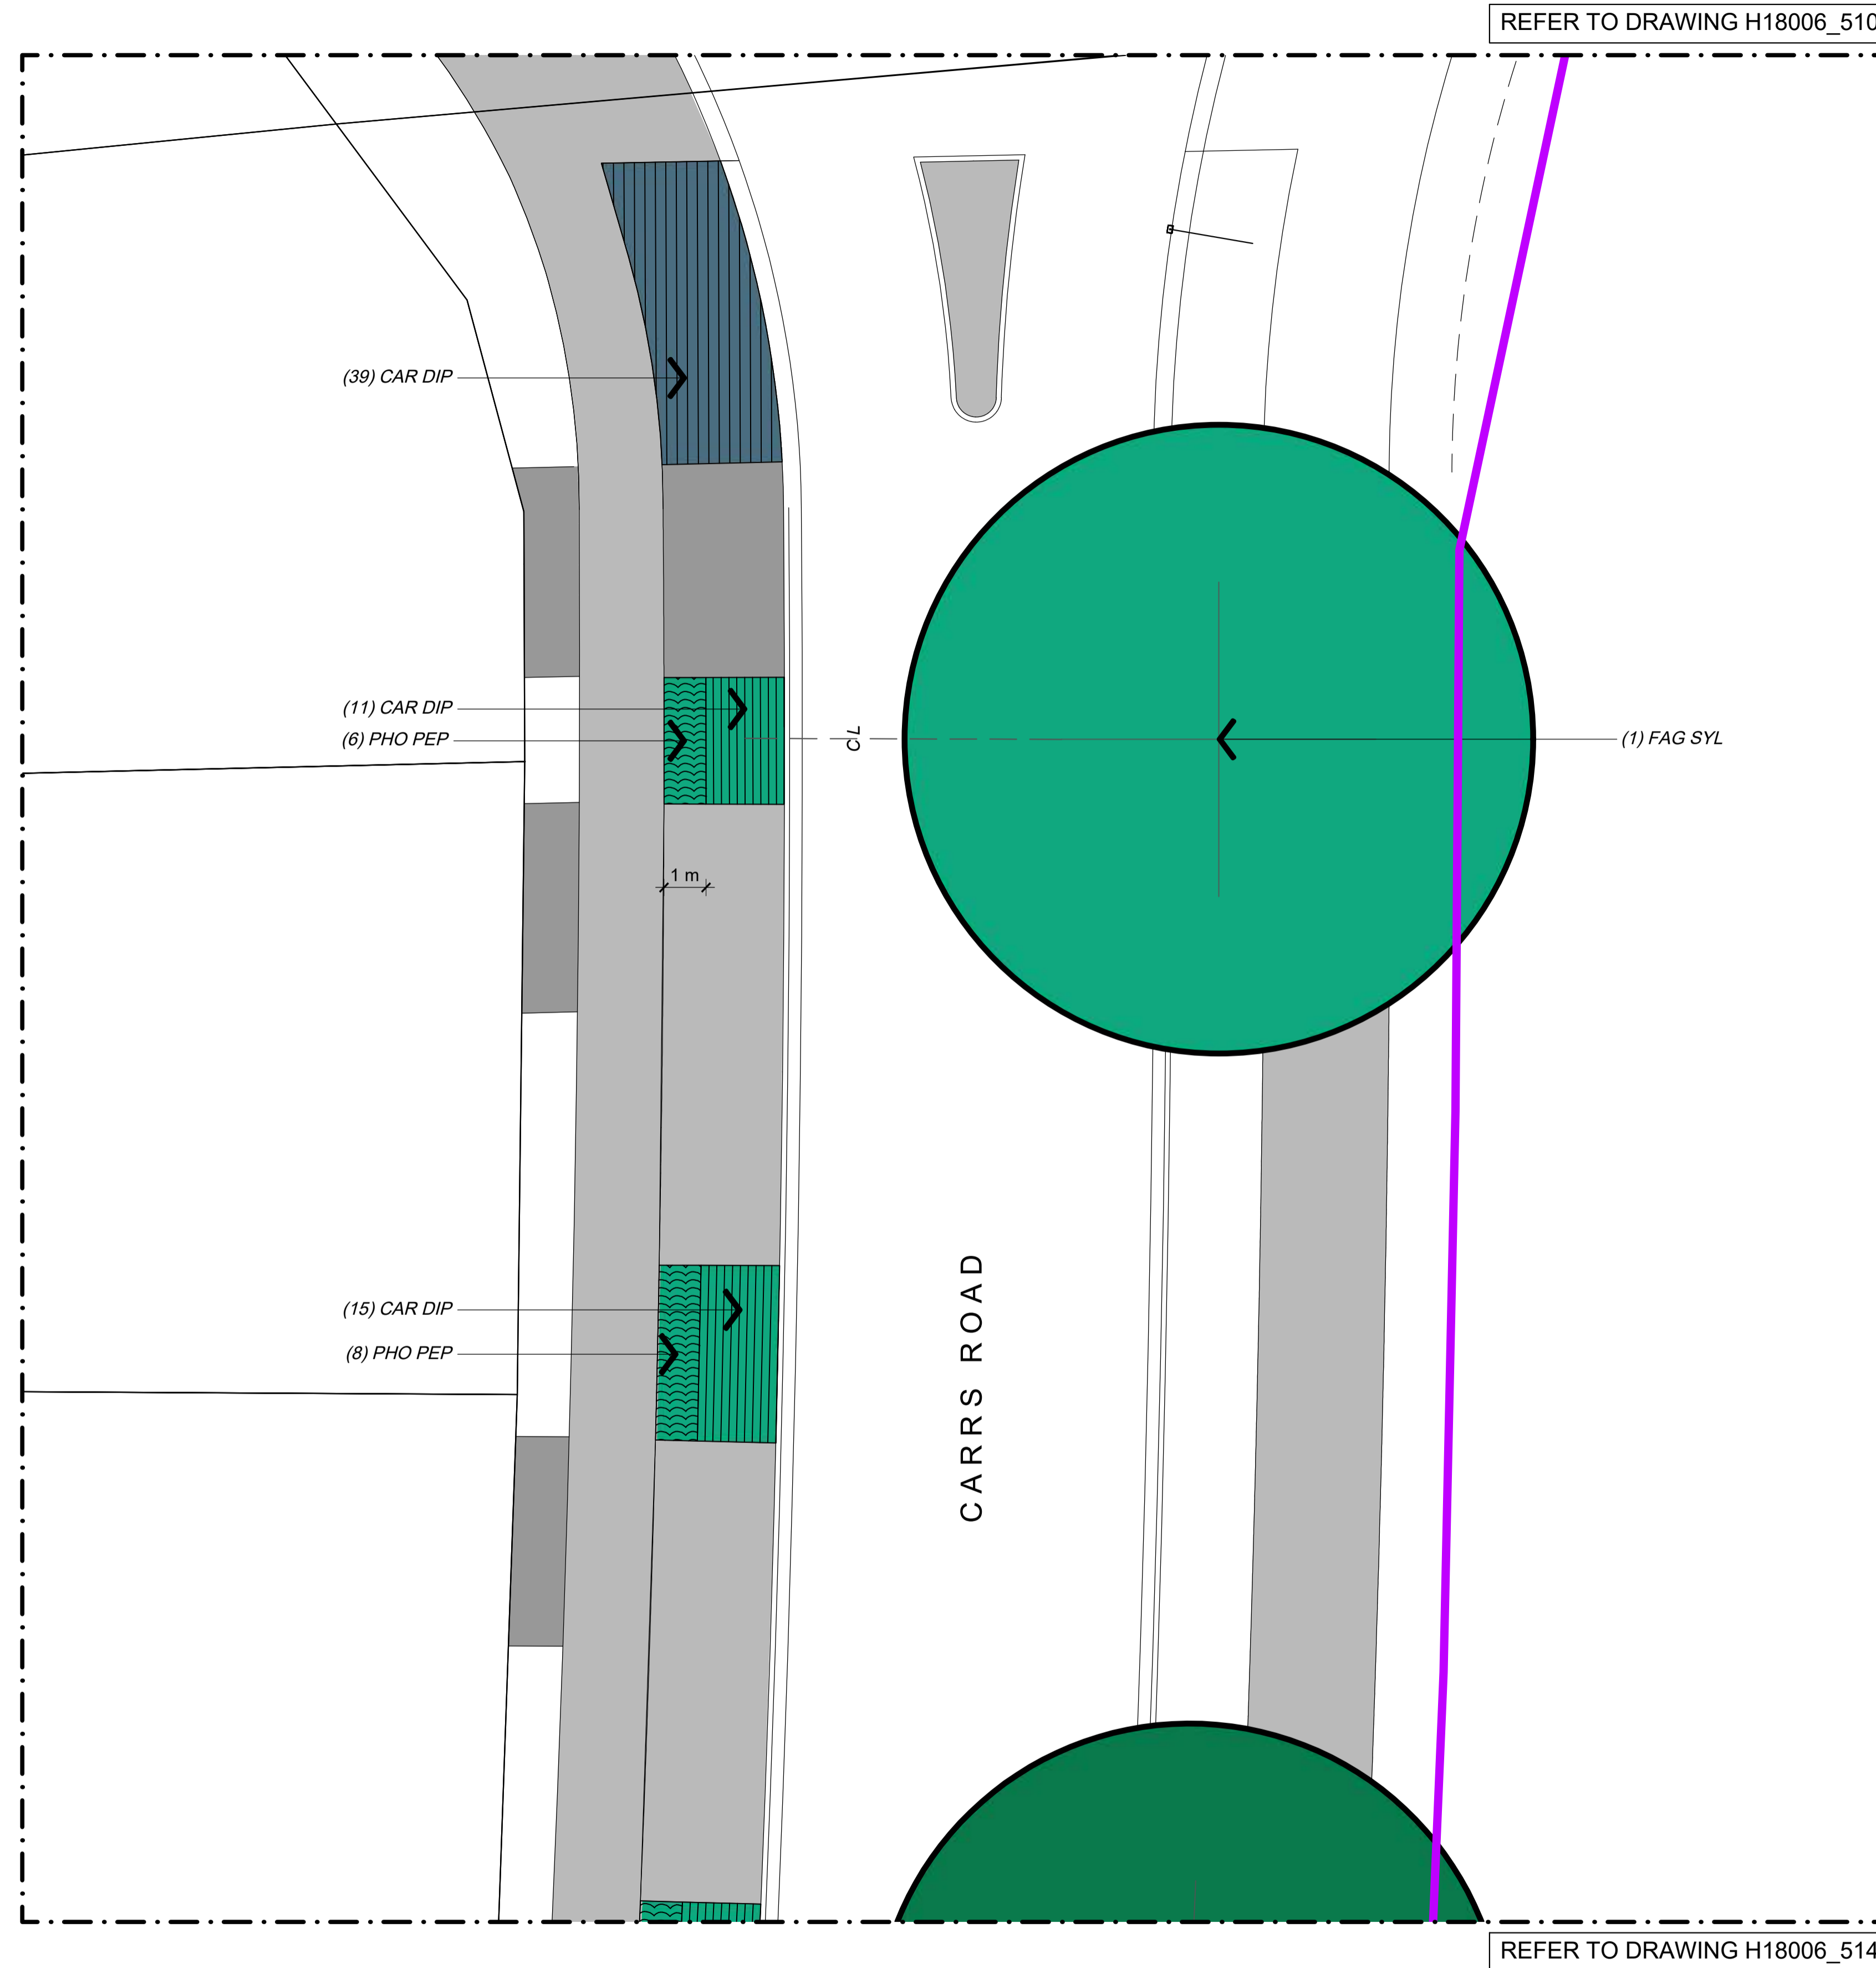 REFER TO DRAWING H18006_510
(39) CAR DIP
(11) CAR DIP
(6) PHO PEP
C L
(1) FAG SYL
1 m
CARRS ROAD
(15) CAR DIP
(8) PHO PEP
REFER TO DRAWING H18006_514